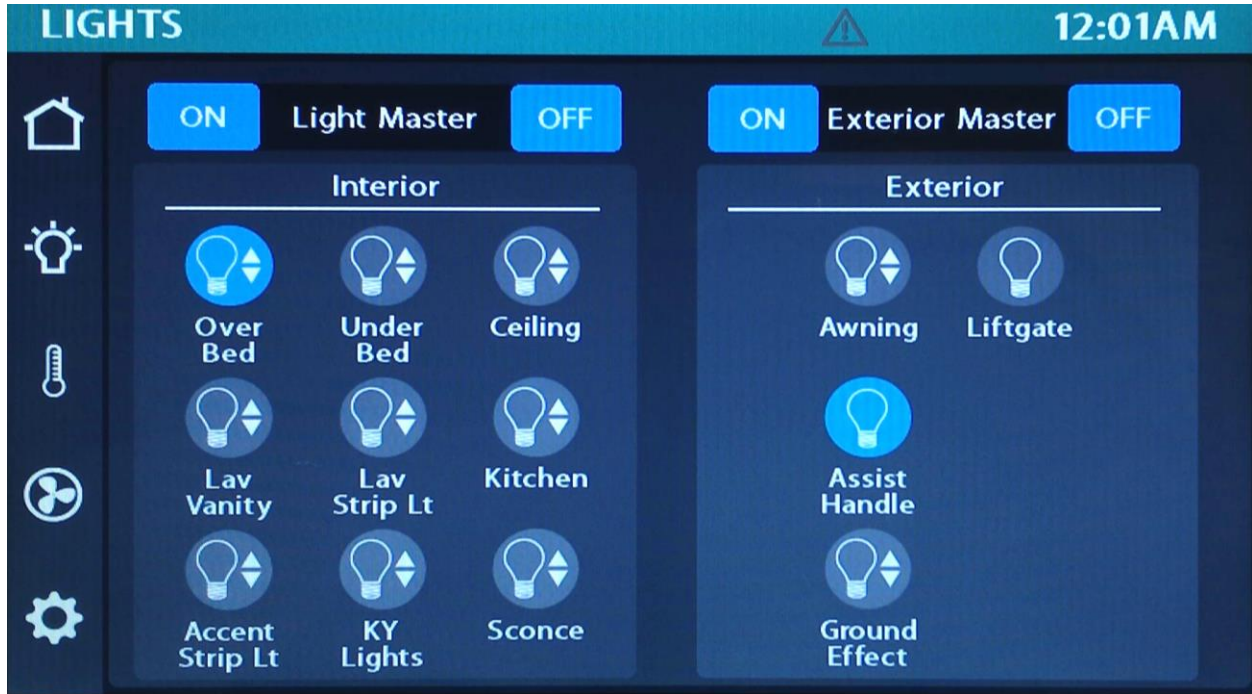 LIGHTS 12:01AM
ON Light Master OFF
ON Exterior Master OFF
Interior
Over
Bed
Under
Bed
Ceiling
Lav
Vanity
Lav
Strip Lt
Kitchen
Accent
Strip Lt
KY
Lights
Sconce
Exterior
Awning
Liftgate
Assist
Handle
Ground
Effect